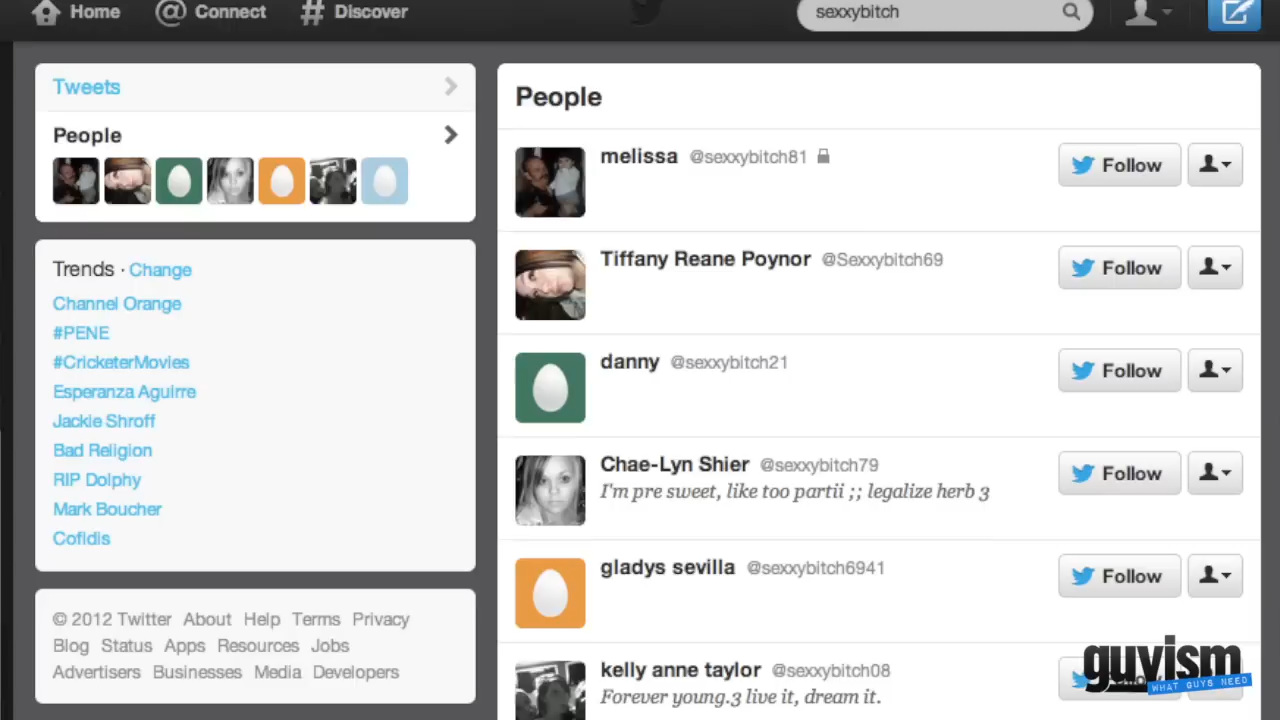 Home
Connect
Discover
sexxybitch
Tweets
People
Trends · Change
Channel Orange
#PENE
#CricketerMovies
Esperanza Aguirre
Jackie Shroff
Bad Religion
RIP Dolphy
Mark Boucher
Cofidis
© 2012 Twitter About Help Terms Privacy
Blog Status Apps Resources Jobs
Advertisers Businesses Media Developers
People
melissa @sexxybitch81
Follow
Tiffany Reane Poynor @Sexxybitch69
Follow
danny @sexxybitch21
Follow
Chae-Lyn Shier @sexxybitch79
Follow
I'm pre sweet, like too partii ;; legalize herb 3
gladys sevilla @sexxybitch6941
Follow
kelly anne taylor @sexxybitch08
Forever young.3 live it, dream it.
guyism
WHAT GUYS NEED